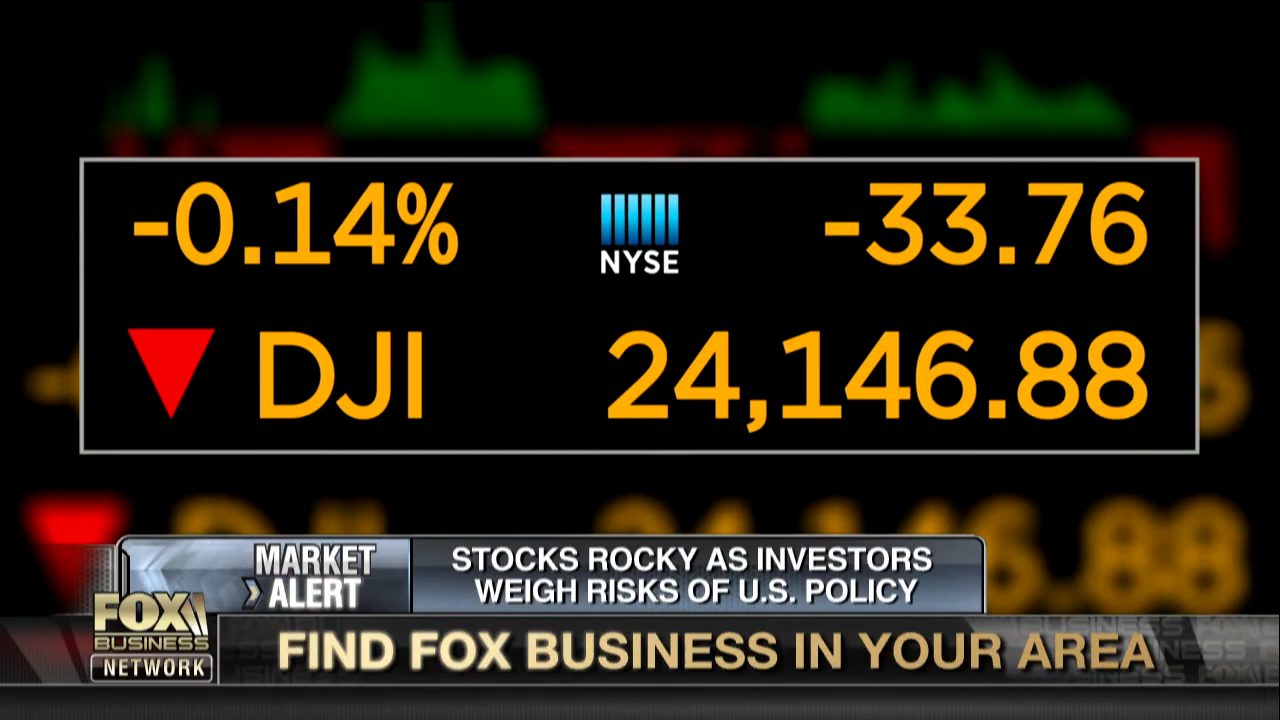 -0.14%
NYSE
-33.76
▼ DJI
24,146.88
MARKET
ALERT
STOCKS ROCKY AS INVESTORS
WEIGH RISKS OF U.S. POLICY
FOX
BUSINESS
NETWORK
FIND FOX BUSINESS IN YOUR AREA